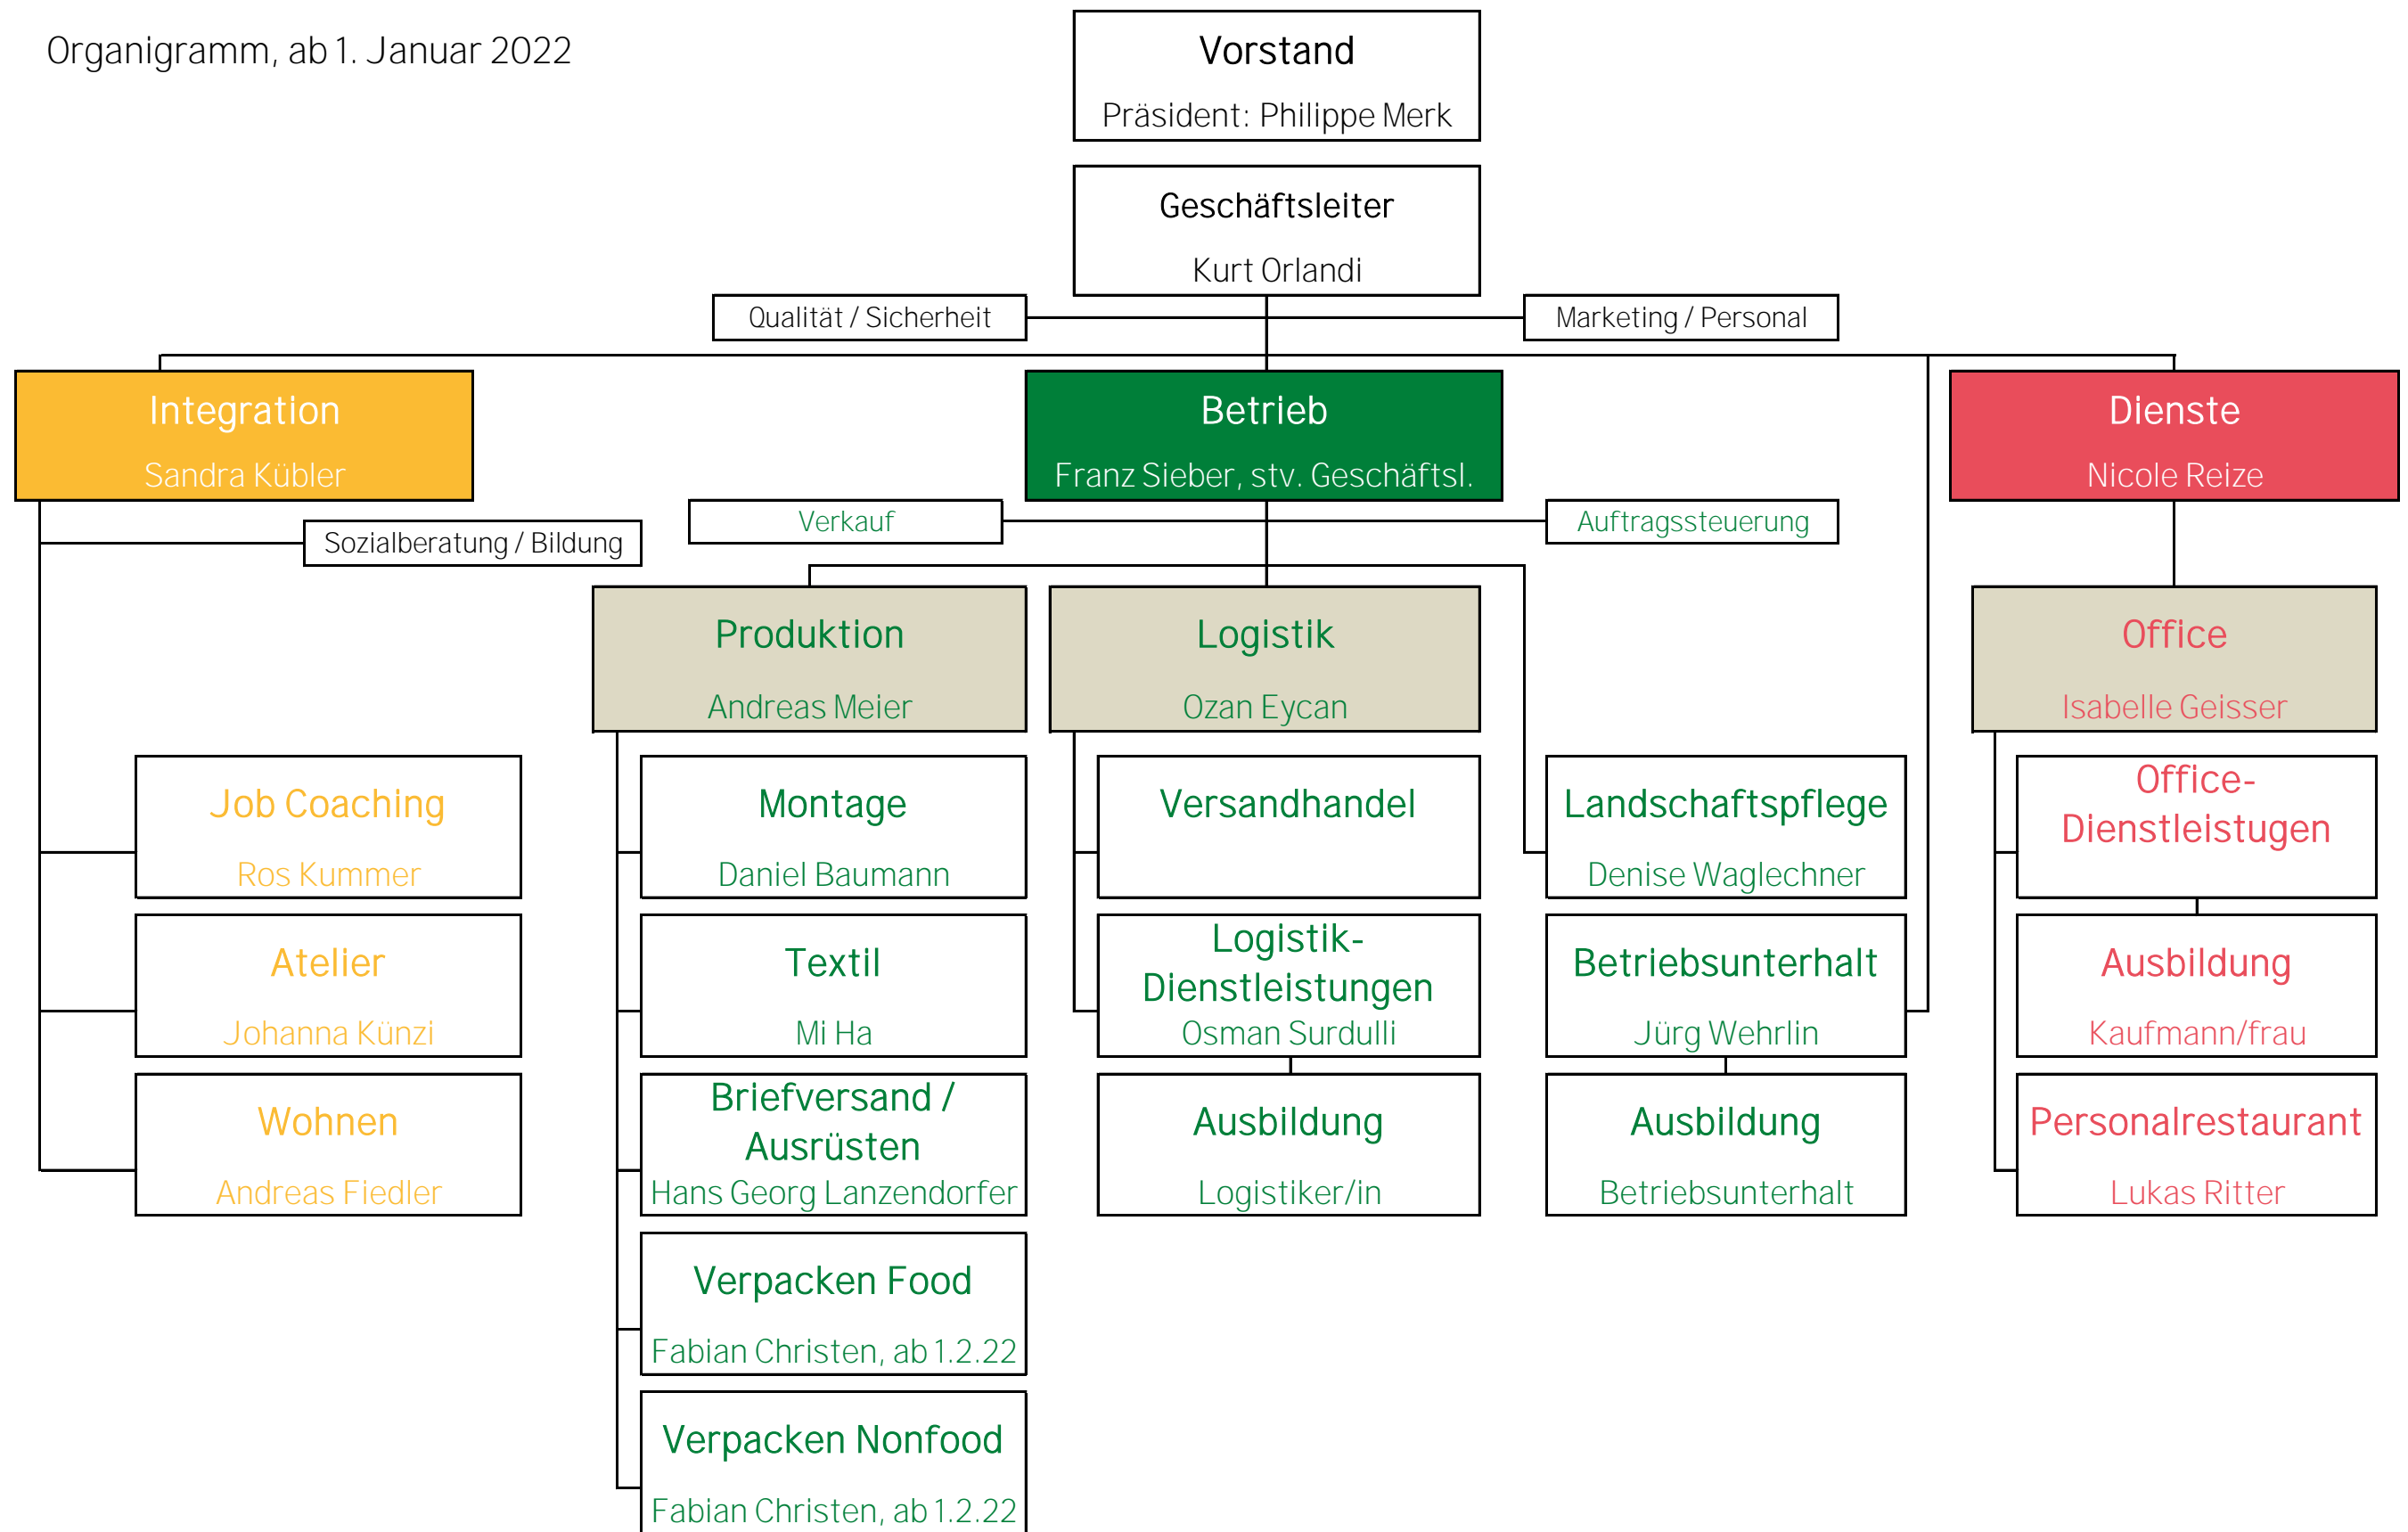 Organigramm, ab 1. Januar 2022
Vorstand
Präsident: Philippe Merk
Geschäftsleiter
Kurt Orlandi
Qualität / Sicherheit
Marketing / Personal
Integration
Sandra Kübler
Betrieb
Franz Sieber, stv. Geschäftsl.
Dienste
Nicole Reize
Sozialberatung / Bildung
Verkauf
Auftragssteuerung
Produktion
Andreas Meier
Logistik
Ozan Eycan
Office
Isabelle Geisser
Job Coaching
Ros Kummer
Atelier
Johanna Künzi
Wohnen
Andreas Fiedler
Montage
Daniel Baumann
Textil
Mi Ha
Briefversand /
Ausrüsten
Hans Georg Lanzendorfer
Verpacken Food
Fabian Christen, ab 1.2.22
Verpacken Nonfood
Fabian Christen, ab 1.2.22
Versandhandel
Logistik-
Dienstleistungen
Osman Surdulli
Ausbildung
Logistiker/in
Landschaftspflege
Denise Waglechner
Betriebsunterhalt
Jürg Wehrlin
Ausbildung
Betriebsunterhalt
Office-
Dienstleistugen
Ausbildung
Kaufmann/frau
Personalrestaurant
Lukas Ritter